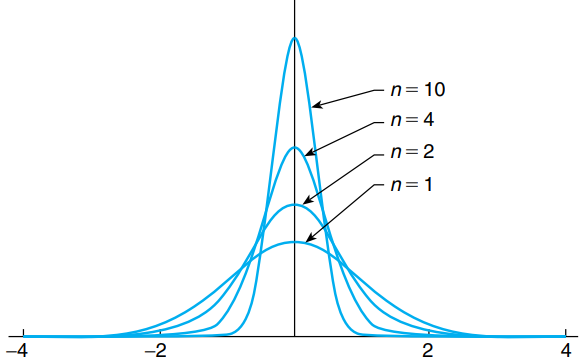 n = 10
n = 4
n = 2
n = 1
–4
–2
2
4